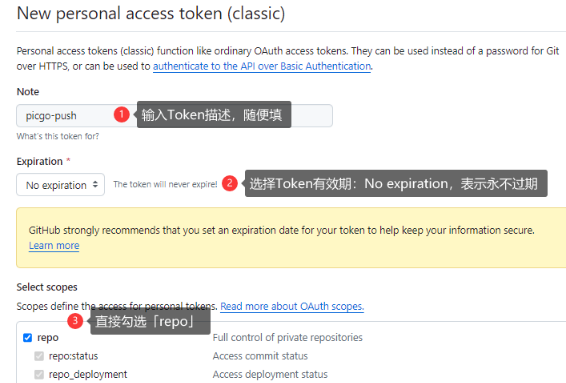 New personal access token (classic)
Personal access tokens (classic) function like ordinary OAuth access tokens. They can be used instead of a password for Git
over HTTPS, or can be used to authenticate to the API over Basic Authentication.
Note
picgo-push
1 输入Token描述，随便填
What's this token for?
Expiration *
No expiration The token will never expire!
2 选择Token有效期：No expiration，表示永不过期
GitHub strongly recommends that you set an expiration date for your token to help keep your information secure.
Learn more
Select scopes
Scopes define the access for personal tokens. Read more about OAuth scopes.
3 直接勾选「repo」
repo Full control of private repositories
repo:status Access commit status
repo_deployment Access deployment status